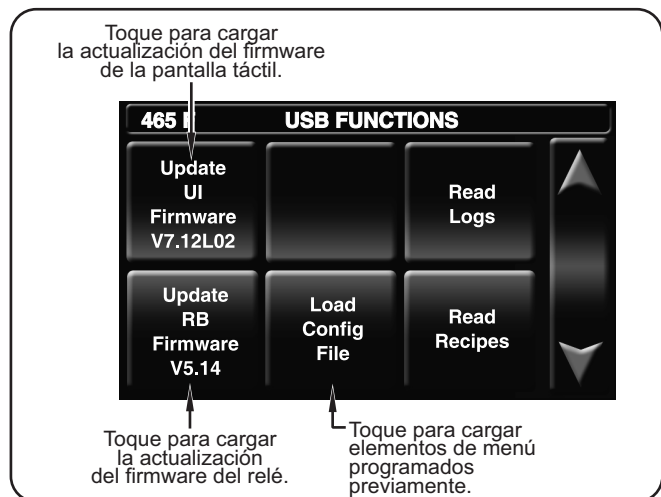 Toque para cargar
la actualización del firmware
de la pantalla táctil.
465 USB FUNCTIONS
Update
UI
Firmware
V7.12L02
Read
Logs
Update
RB
Firmware
V5.14
Load
Config
File
Read
Recipes
Toque para cargar
la actualización
del firmware del relé.
Toque para cargar
elementos de menú
programados
previamente.